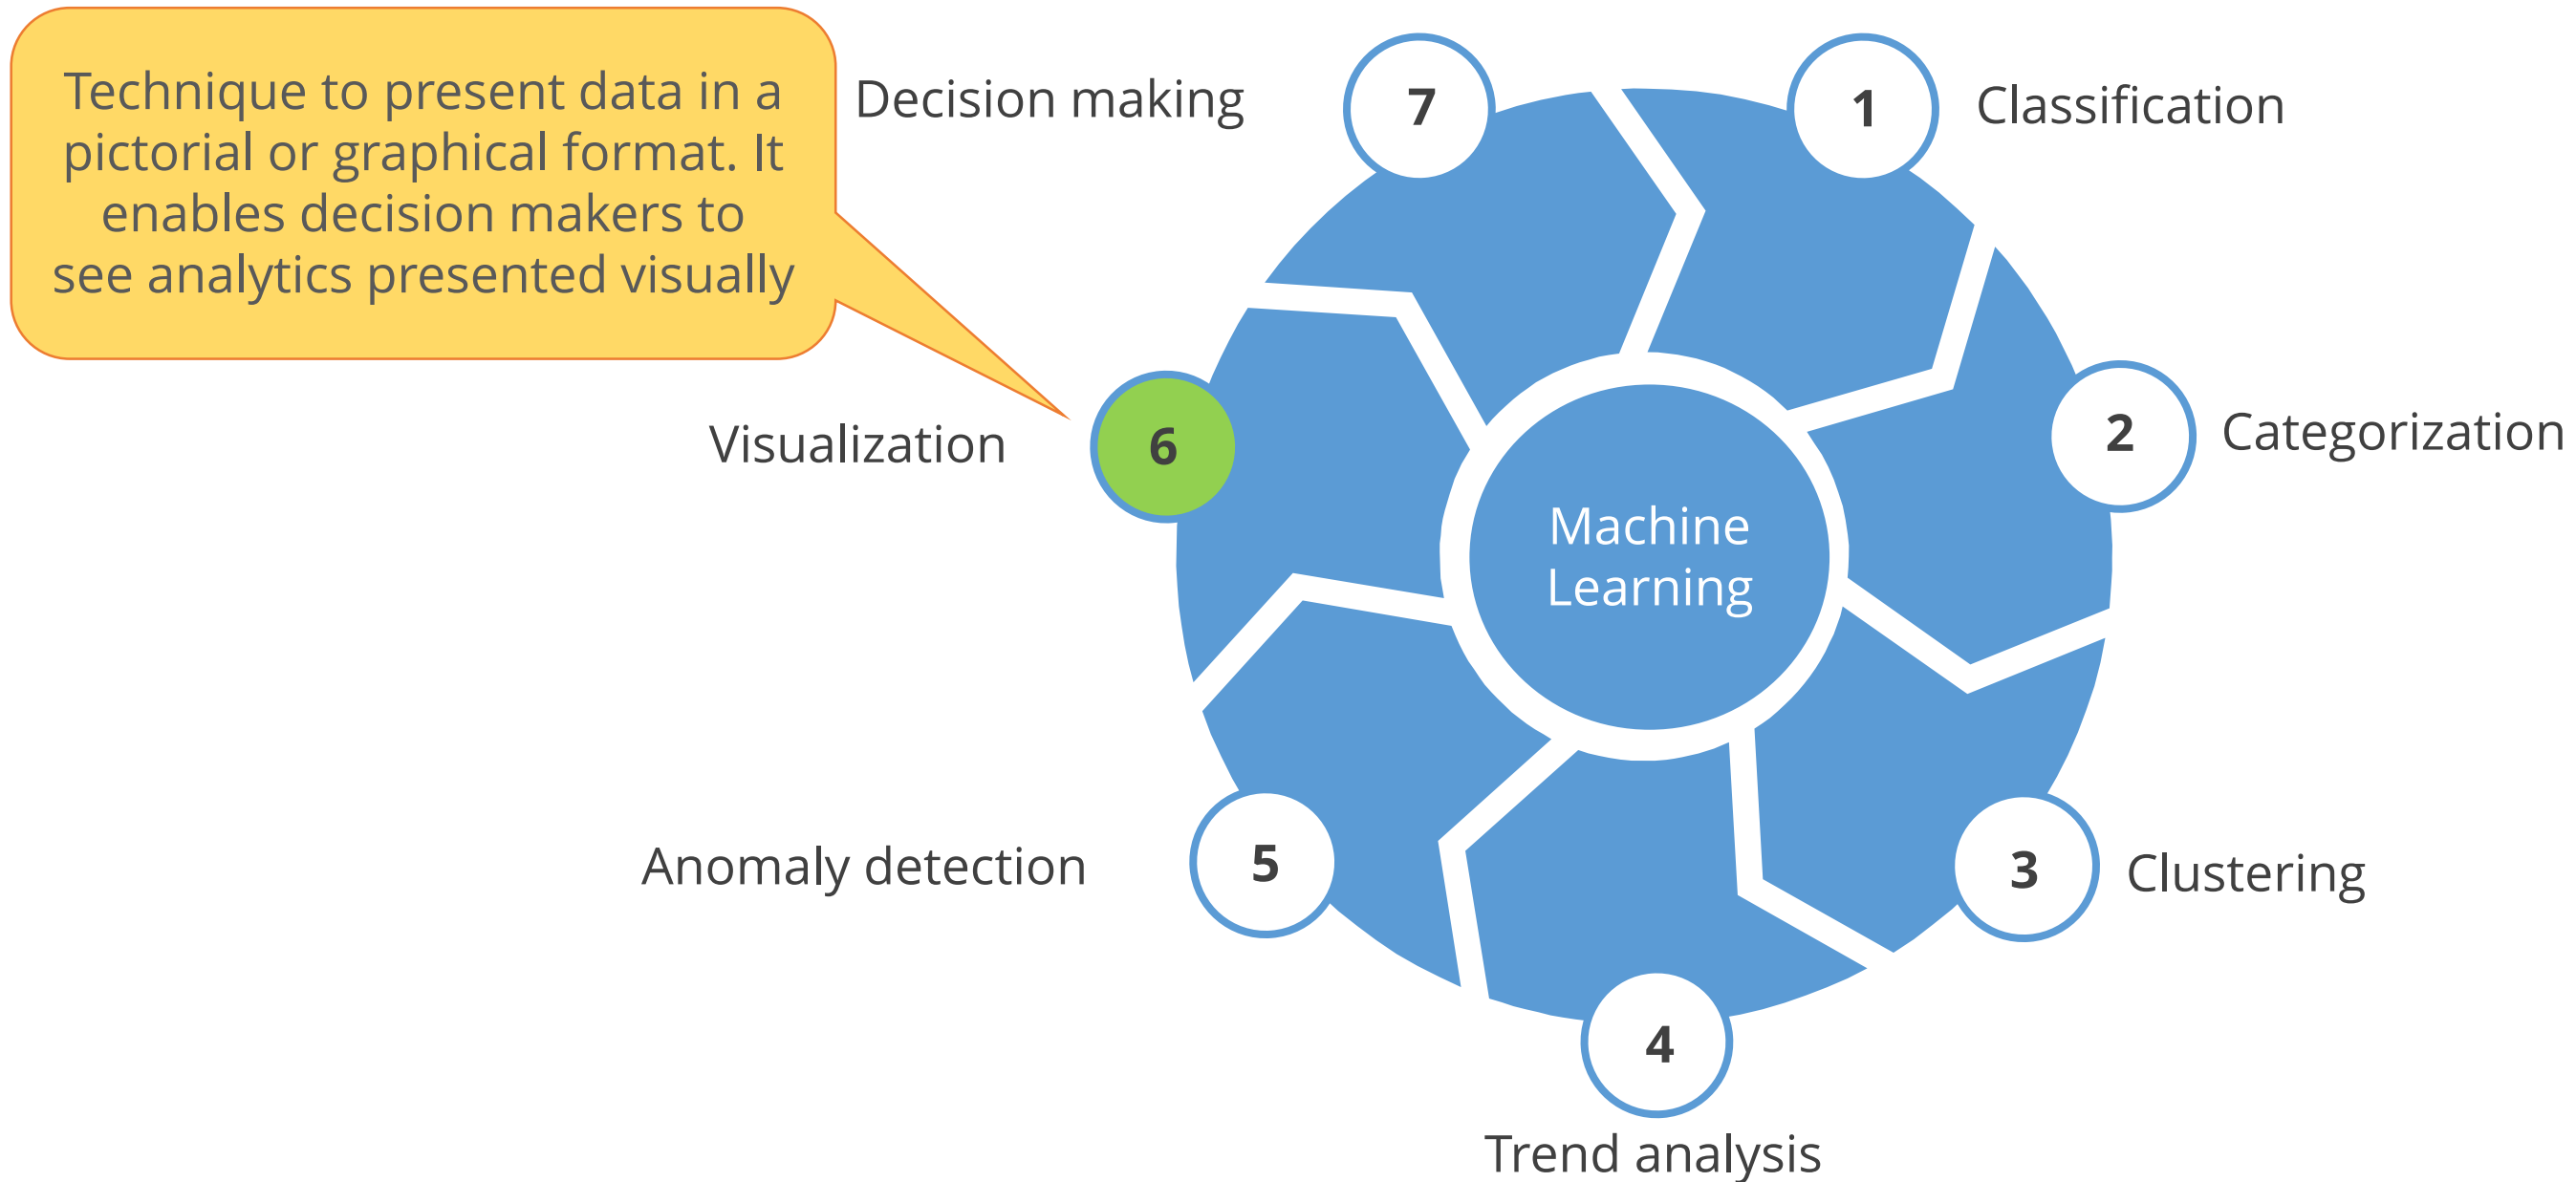 Technique to present data in a
pictorial or graphical format. It
enables decision makers to
see analytics presented visually
Decision making
7
1
Classification
Visualization
6
2
Categorization
Machine
Learning
Anomaly detection
5
3
Clustering
4
Trend analysis